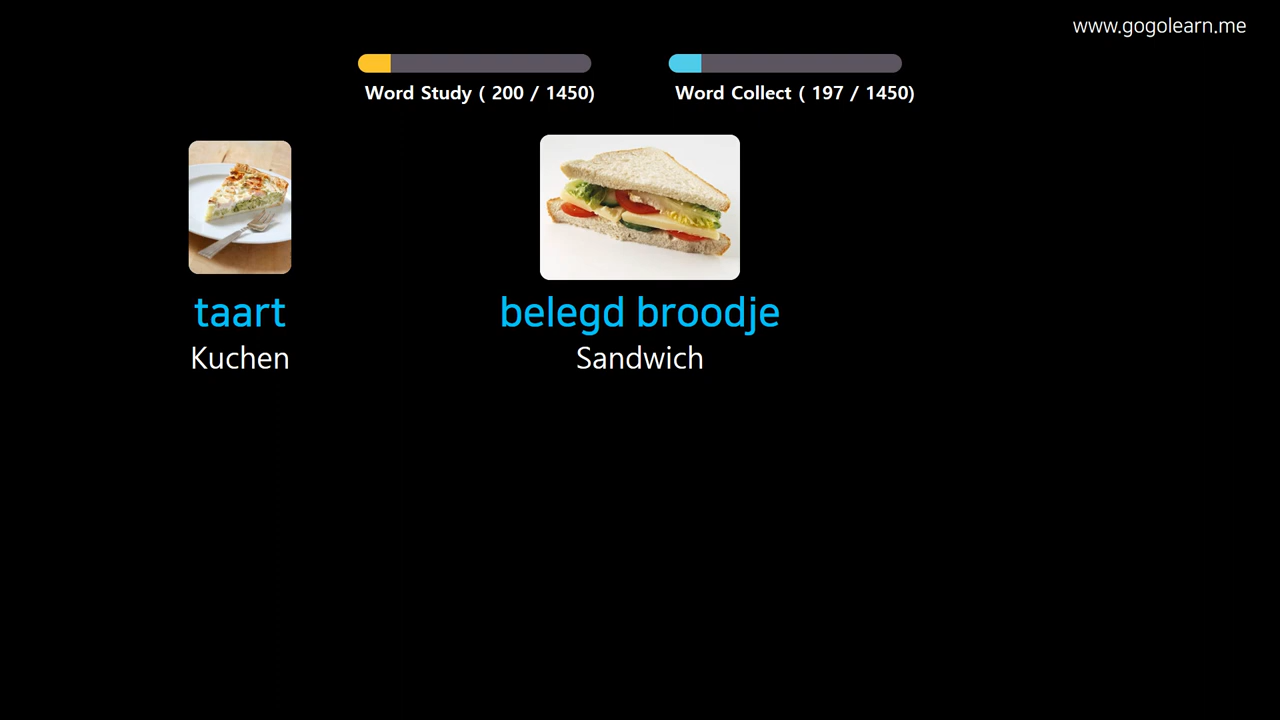 www.gogolearn.me
Word Study ( 200 / 1450)
Word Collect ( 197 / 1450)
taart
Kuchen
belegd broodje
Sandwich